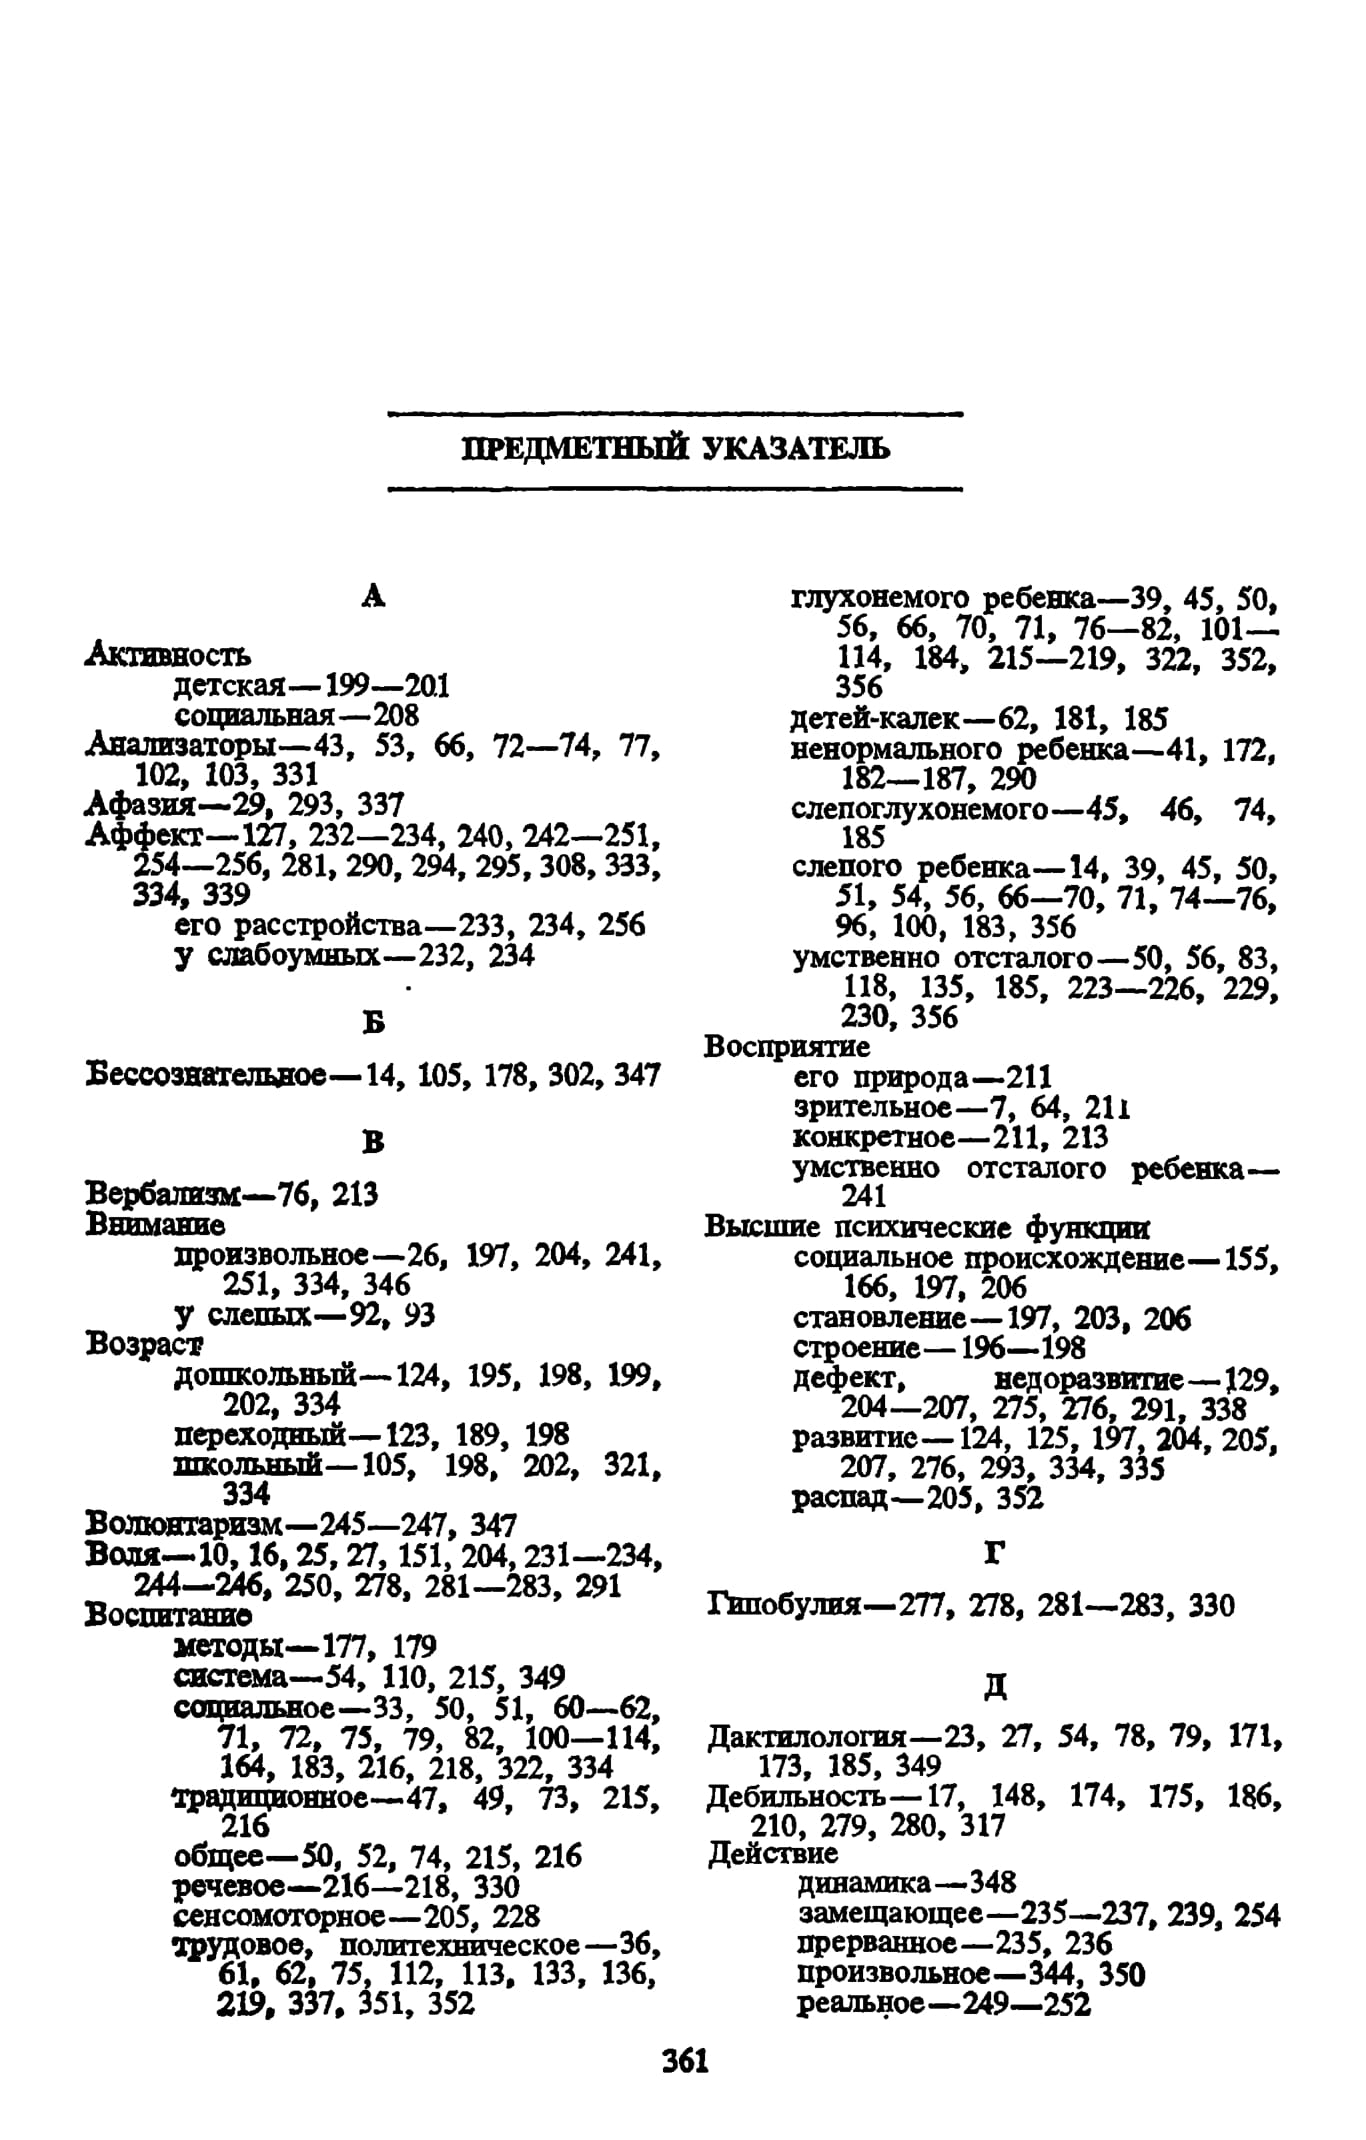 ПРЕДМЕТНЫЙ УКАЗАТЕЛЬ
А
Активность
детская—199—201
социальная—208
Анализаторы—43, 53, 66, 72—74, 77,
102, 103, 331
Афазия—29, 293, 337
Аффект—127, 232—234, 240, 242—251,
254—256, 281, 290, 294, 295, 308, 333,
334, 339
его расстройства—233, 234, 256
у слабоумных—232, 234
Б
Бессознательное—14, 105, 178, 302, 347
В
Вербализм—76, 213
Внимание
произвольное—26, 197, 204, 241,
251, 334, 346
у слепых—92, 93
Возраст
дошкольный—124, 195, 198, 199,
202, 334
переходный—123, 189, 198
школьный—105, 198, 202, 321,
334
Волюнтаризм—245—247, 347
Воля—10, 16, 25, 27, 151, 204, 231—234,
244—246, 250, 278, 281—283, 291
Воспитание
методы—177, 179
система—54, 110, 215, 349
социальное—33, 50, 51, 60—62,
71, 72, 75, 79, 82, 100—114,
164, 183, 216, 218, 322, 334
традиционное—47, 49, 73, 215,
216
общее—50, 52, 74, 215, 216
речевое—216—218, 330
сенсомоторное—205, 228
трудовое, политехническое—36,
61, 62, 75, 112, 113, 133, 136,
219, 337, 351, 352
глухонемого ребенка—39, 45, 50,
56, 66, 70, 71, 76—82, 101—
114, 184, 215—219, 322, 352,
356
детей-калек—62, 181, 185
ненормального ребенка—41, 172,
182—187, 290
слепоглухонемого—45, 46, 74,
185
слепого ребенка—14, 39, 45, 50,
51, 54, 56, 66—70, 71, 74—76,
96, 100, 183, 356
умственно отсталого—50, 56, 83,
118, 135, 185, 223—226, 229,
230, 356
Восприятие
его природа—211
зрительное—7, 64, 211
конкретное—211, 213
умственно отсталого ребенка—
241
Высшие психические функции
социальное происхождение—155,
166, 197, 206
становление—197, 203, 206
строение—196—198
дефект, недоразвитие—129,
204—207, 275, 276, 291, 338
развитие—124, 125, 197, 204, 205,
207, 276, 293, 334, 335
распад—205, 352
Г
Гипобулия—277, 278, 281—283, 330
Д
Дактилология—23, 27, 54, 78, 79, 171,
173, 185, 349
Дебильность—17, 148, 174, 175, 186,
210, 279, 280, 317
Действие
динамика—348
замещающее—235—237, 239, 254
прерванное—235, 236
произвольное—344, 350
реальное—249—252
361